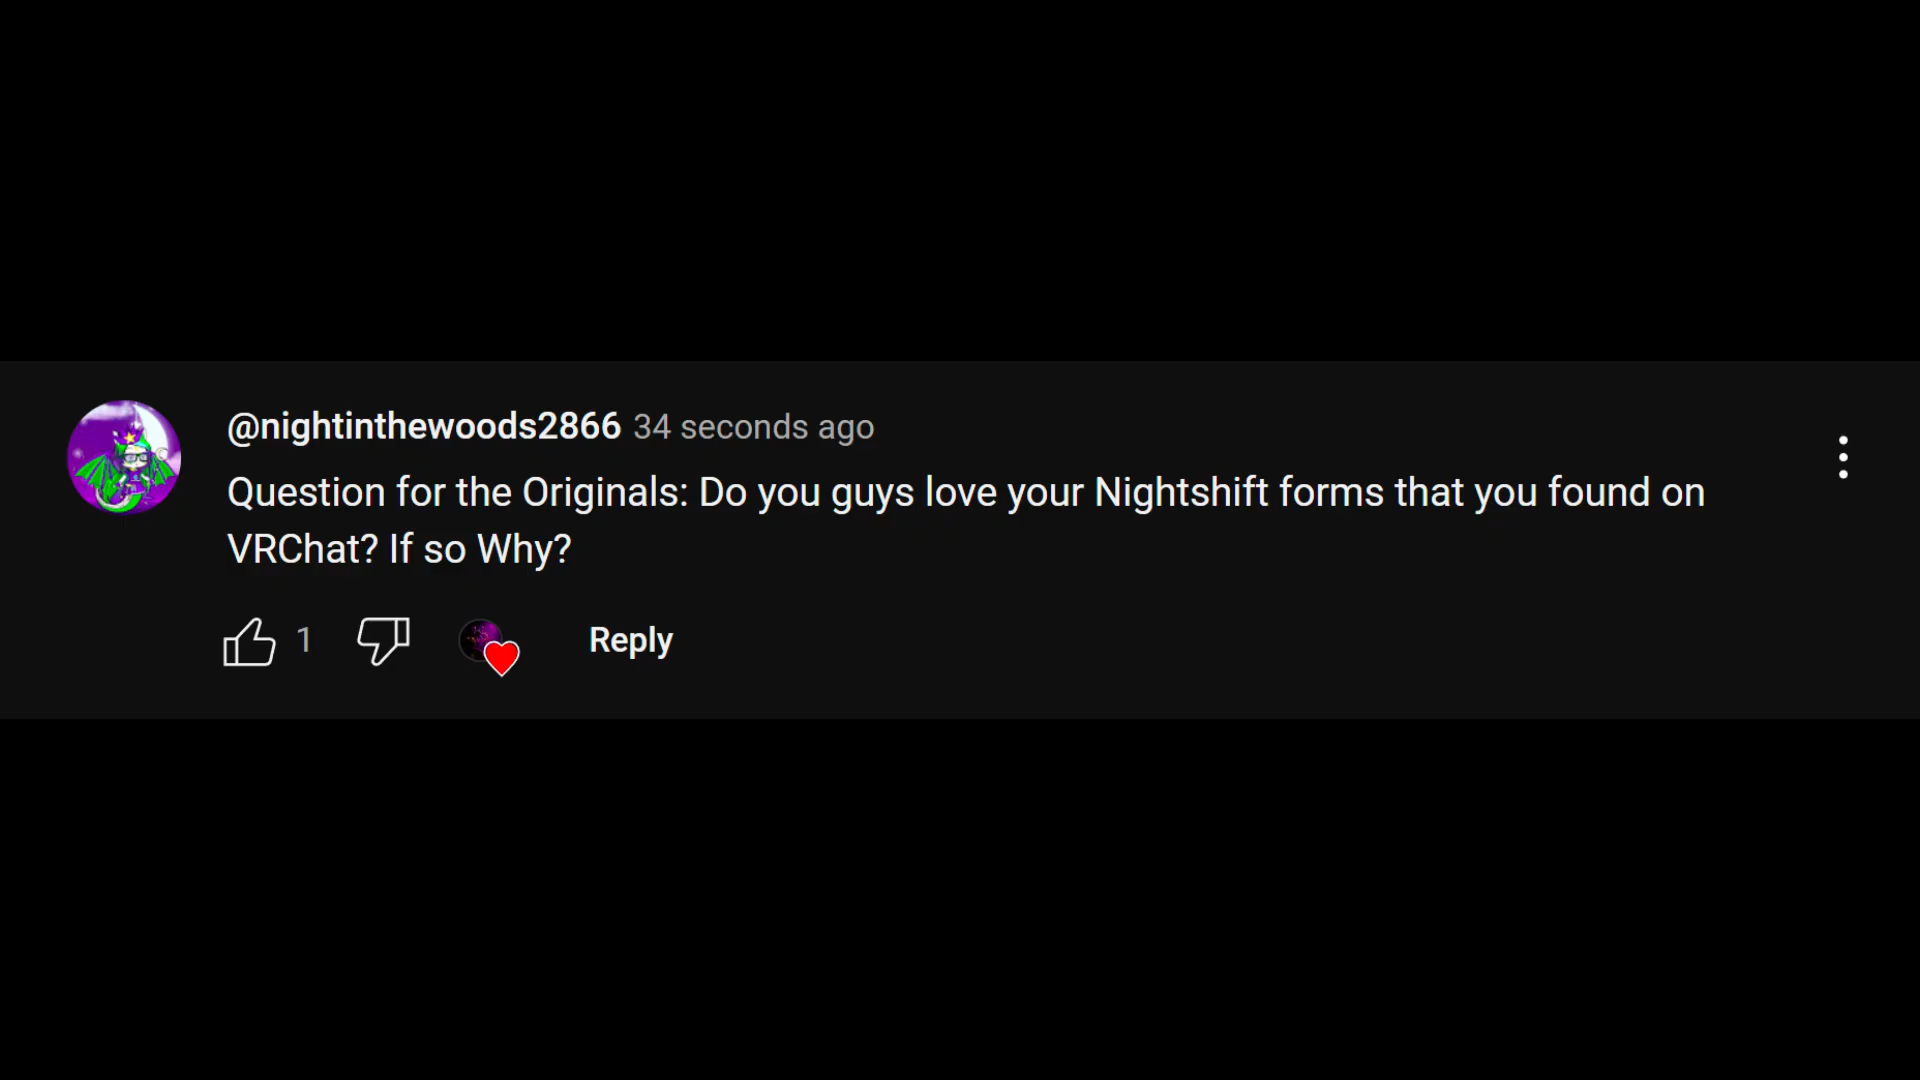 @nightinthewoods2866 34 seconds ago
Question for the Originals: Do you guys love your Nightshift forms that you found on
VRChat? If so Why?
1 Reply